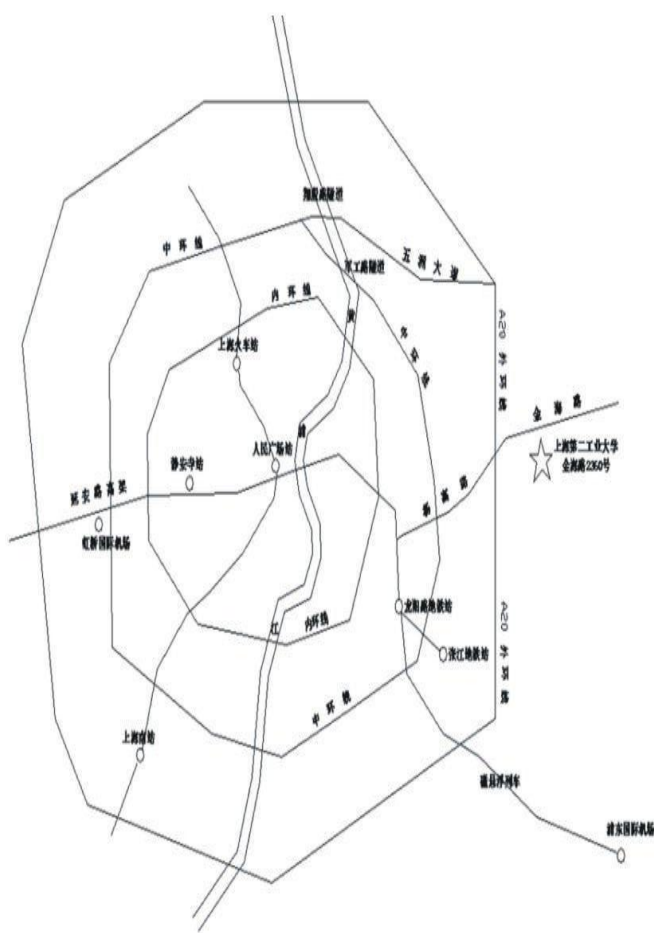 翔殷路隧道
中环线
五洲大道
军工路隧道
内环线
黄
A20 外环线
上海火车站
金海路
人民广场站
浦
静安寺站
上海第二工业大学
金海路2360号
延安路高架
杨高路
虹桥国际机场
龙阳路地铁站
A20 外环线
江
内环线
张江地铁站
中环线
上海南站
磁悬浮列车
浦东国际机场